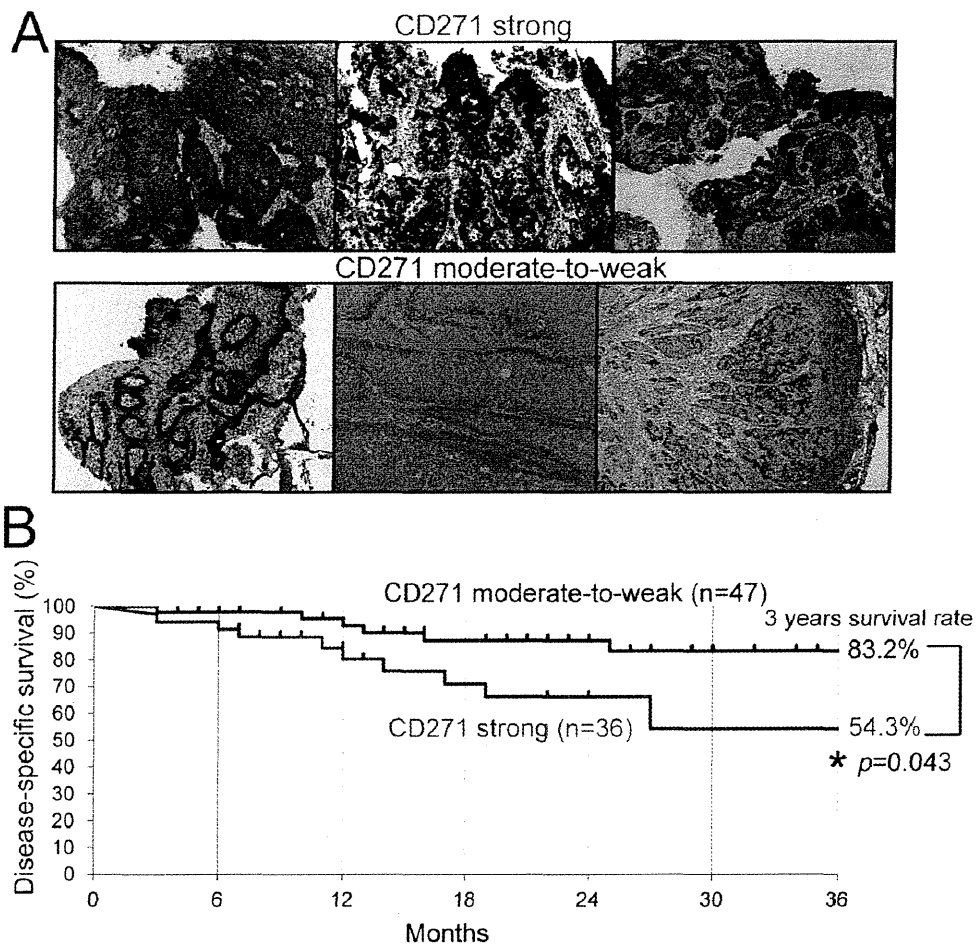 A
CD271 strong
CD271 moderate-to-weak
B
Disease-specific survival (%)
100
90
80
70
60
50
40
30
20
10
0
CD271 moderate-to-weak (n=47)
3 years survival rate
83.2%
CD271 strong (n=36)
54.3%
* p=0.043
0 6 12 18 24 30 36
Months